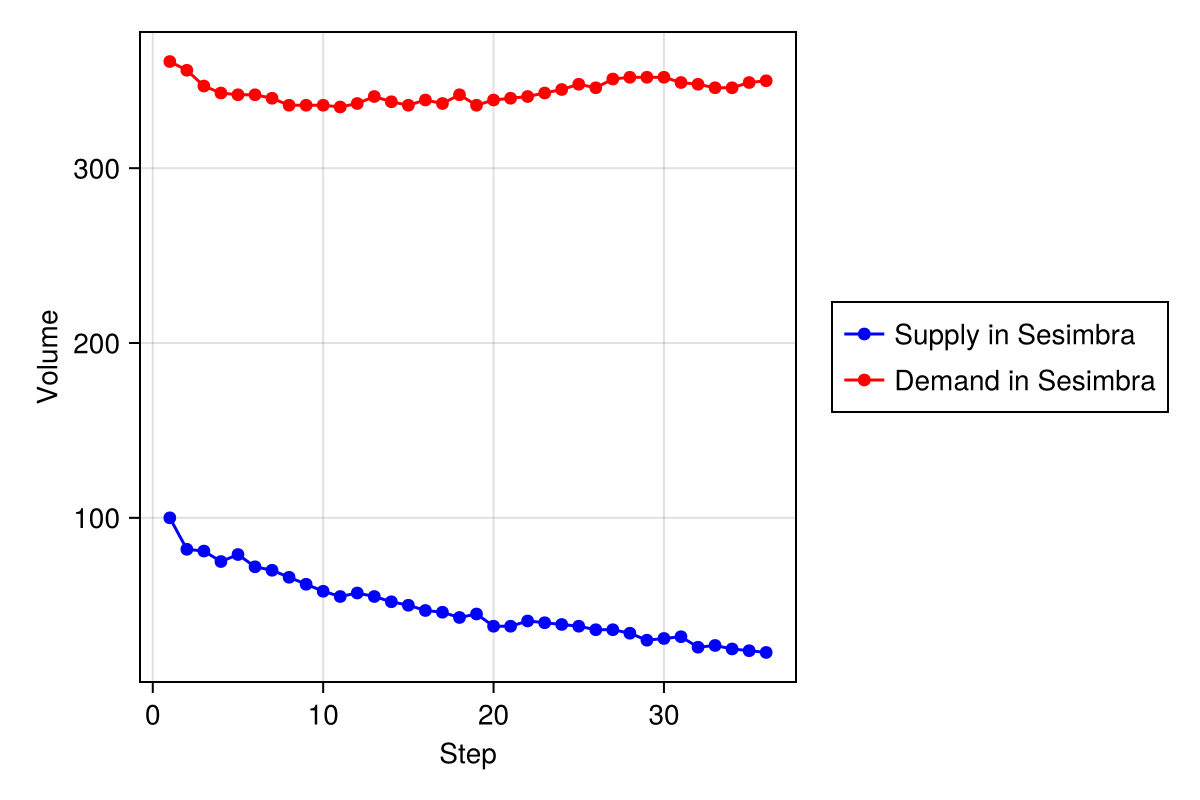 300
200
100
Volume
0 10 20 30
Step
Supply in Sesimbra
Demand in Sesimbra